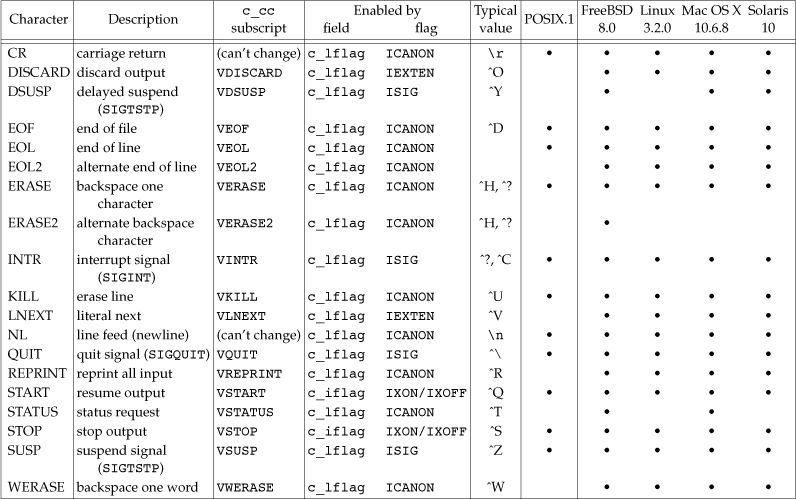 Character Description c_cc subscript Enabled by field flag Typical value POSIX.1 FreeBSD 8.0 Linux 3.2.0 Mac OS X 10.6.8 Solaris 10
CR carriage return (can't change) c_lflag ICANON \r • • • • •
DISCARD discard output VDISCARD c_lflag IEXTEN ^O • • • •
DSUSP delayed suspend VDSUSP c_lflag ISIG ^Y • • •
(SIGTSTP)
EOF end of file VEOF c_lflag ICANON ^D • • • • •
EOL end of line VEOL c_lflag ICANON • • • • •
EOL2 alternate end of line VEOL2 c_lflag ICANON • • • •
ERASE backspace one VERASE c_lflag ICANON ^H, ^? • • • • •
character
ERASE2 alternate backspace VERASE2 c_lflag ICANON ^H, ^? •
character
INTR interrupt signal VINTR c_lflag ISIG ^?, ^C • • • • •
(SIGINT)
KILL erase line VKILL c_lflag ICANON ^U • • • • •
LNEXT literal next VLNEXT c_lflag IEXTEN ^V • • • •
NL line feed (newline) (can't change) c_lflag ICANON \n • • • • •
QUIT quit signal (SIGQUIT) VQUIT c_lflag ISIG ^\ • • • • •
REPRINT reprint all input VREPRINT c_lflag ICANON ^R • • • •
START resume output VSTART c_iflag IXON/IXOFF ^Q • • • • •
STATUS status request VSTATUS c_lflag ICANON ^T • •
STOP stop output VSTOP c_iflag IXON/IXOFF ^S • • • • •
SUSP suspend signal VSUSP c_lflag ISIG ^Z • • • • •
(SIGTSTP)
WERASE backspace one word VWERASE c_lflag ICANON ^W • • • •